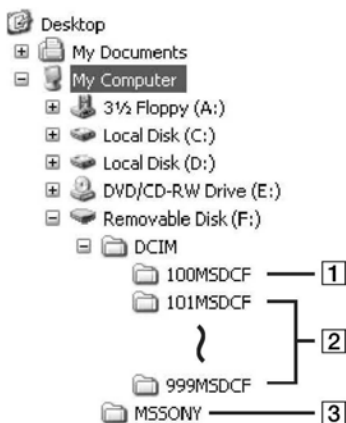 Desktop
My Documents
My Computer
3½ Floppy (A:)
Local Disk (C:)
Local Disk (D:)
DVD/CD-RW Drive (E:)
Removable Disk (F:)
DCIM
100MSDCF 1
101MSDCF
2
999MSDCF
MSSONY 3